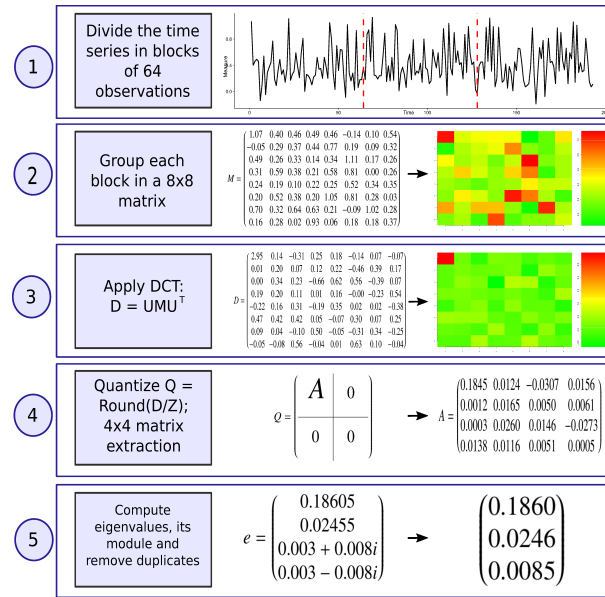 1
Divide the time
series in blocks
of 64
observations
Measure
0.8
0.4
0.0
0
50
Time
100
150
2
Group each
block in a 8x8
matrix
M =
1.07 0.40 0.46 0.49 0.46 −0.14 0.10 0.54
−0.05 0.29 0.37 0.44 0.77 0.19 0.09 0.32
0.49 0.26 0.33 0.14 0.34 1.11 0.17 0.26
0.31 0.59 0.38 0.21 0.58 0.81 0.00 0.26
0.24 0.19 0.10 0.22 0.25 0.52 0.34 0.35
0.20 0.52 0.38 0.20 1.05 0.81 0.28 0.03
0.70 0.32 0.64 0.63 0.21 −0.09 1.02 0.28
0.16 0.28 0.02 0.93 0.06 0.18 0.18 0.37
3
Apply DCT:
D = UMU^T
D =
2.95 0.14 −0.31 0.25 0.18 −0.14 0.07 −0.07
0.01 0.20 0.07 0.12 0.22 −0.46 0.39 0.17
0.00 0.34 0.23 −0.66 0.62 0.56 −0.39 0.07
0.19 0.20 0.11 0.01 0.16 −0.00 −0.23 0.54
−0.22 0.16 0.31 −0.19 0.35 0.02 0.02 −0.38
0.47 0.42 0.42 0.05 −0.07 0.30 0.07 0.25
0.09 0.04 −0.10 0.50 −0.05 −0.31 0.34 −0.25
−0.05 −0.08 0.56 −0.04 0.01 0.63 0.10 −0.04
4
Quantize Q =
Round(D/Z);
4x4 matrix
extraction
Q =
A 0
0 0
A =
0.1845 0.0124 −0.0307 0.0156
0.0012 0.0165 0.0050 0.0061
0.0003 0.0260 0.0146 −0.0273
0.0138 0.0116 0.0051 0.0005
5
Compute
eigenvalues, its
module and
remove duplicates
e =
0.18605
0.02455
0.003 + 0.008i
0.003 − 0.008i
0.1860
0.0246
0.0085